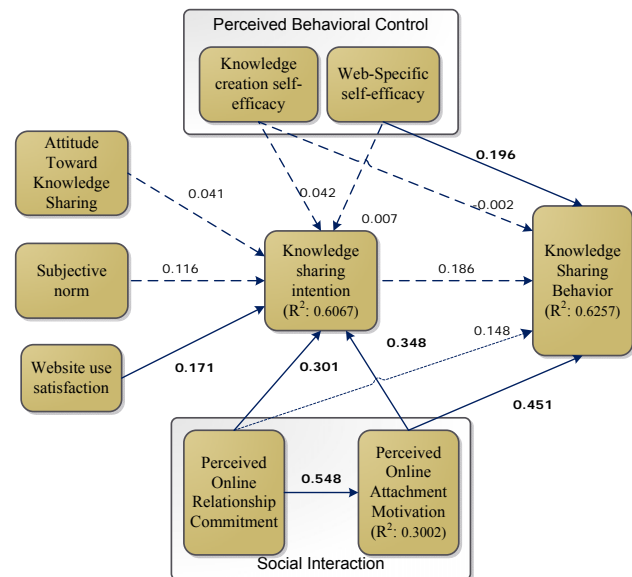 Perceived Behavioral Control
Knowledge
creation self-
efficacy
Web-Specific
self-efficacy
Attitude
Toward
Knowledge
Sharing
0.196
0.041
0.042
-0.002
0.007
Subjective
norm
0.116
Knowledge
sharing
intention
(R²: 0.6067)
0.186
Knowledge
Sharing
Behavior
(R²: 0.6257)
Website use
satisfaction
0.171
0.301
0.348
0.148
0.451
Perceived
Online
Relationship
Commitment
0.548
Perceived
Online
Attachment
Motivation
(R²: 0.3002)
Social Interaction